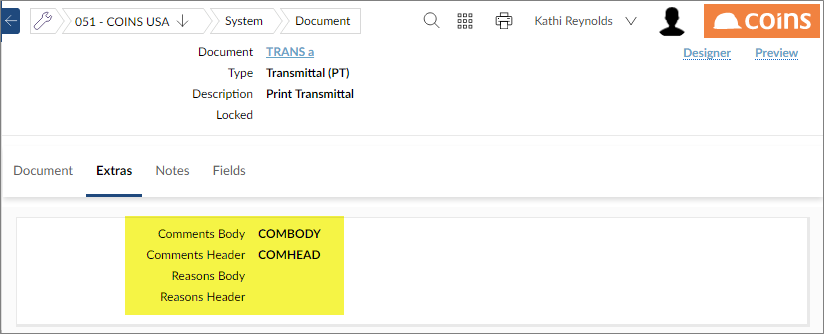 051 - COINS USA System Document Kathi Reynolds COINS
Document TRANS a Designer Preview
Type Transmittal (PT)
Description Print Transmittal
Locked
Document Extras Notes Fields
Comments Body COMBODY
Comments Header COMHEAD
Reasons Body
Reasons Header